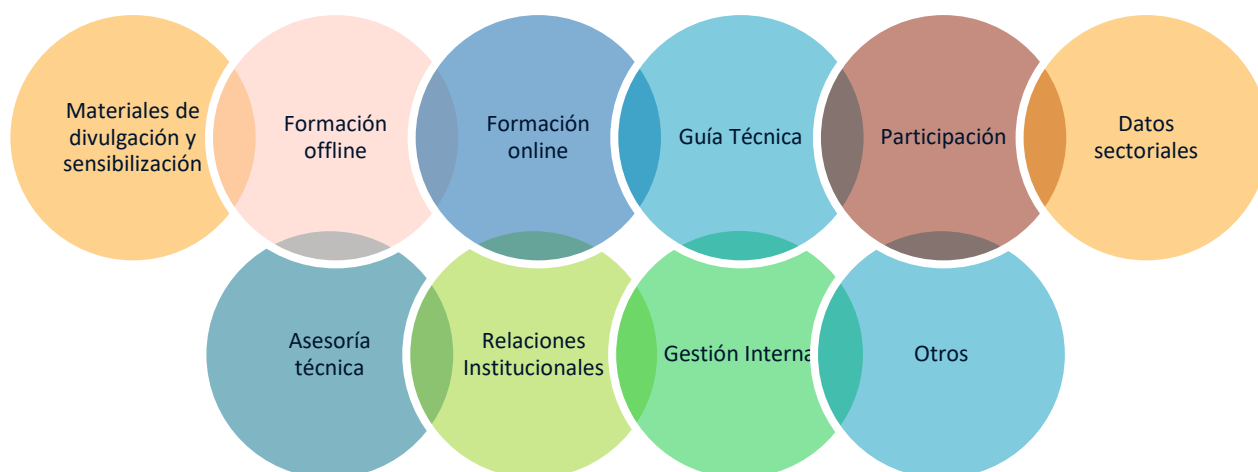 Materiales de
divulgación y
sensibilización
Formación
offline
Formación
online
Guía Técnica
Participación
Datos
sectoriales
Asesoría
técnica
Relaciones
Institucionales
Gestión Interna
Otros